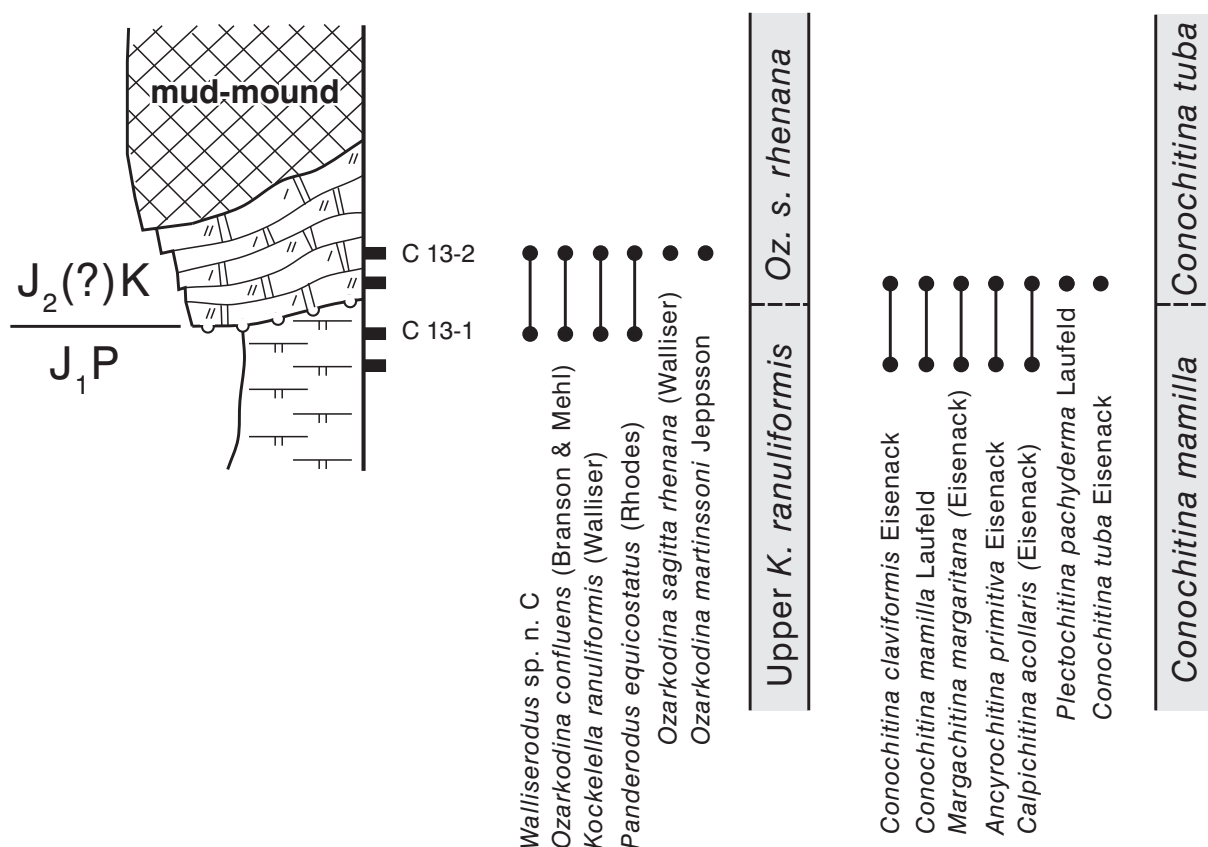 mud-mound
J₂(?)K
J₁P
C 13-2
C 13-1
Walliserodus sp. n. C
Ozarkodina confluens (Branson & Mehl)
Kockelella ranuliformis (Walliser)
Panderodus equicostatus (Rhodes)
Ozarkodina sagitta rhenana (Walliser)
Ozarkodina martinssoni Jeppsson
Oz. s. rhenana
Upper K. ranuliformis
Conochitina claviformis Eisenack
Conochitina mamilla Laufeld
Margachitina margaritana (Eisenack)
Ancyrochitina primitiva Eisenack
Calpichitina acollaris (Eisenack)
Plectochitina pachyderma Laufeld
Conochitina tuba Eisenack
Conochitina tuba
Conochitina mamilla